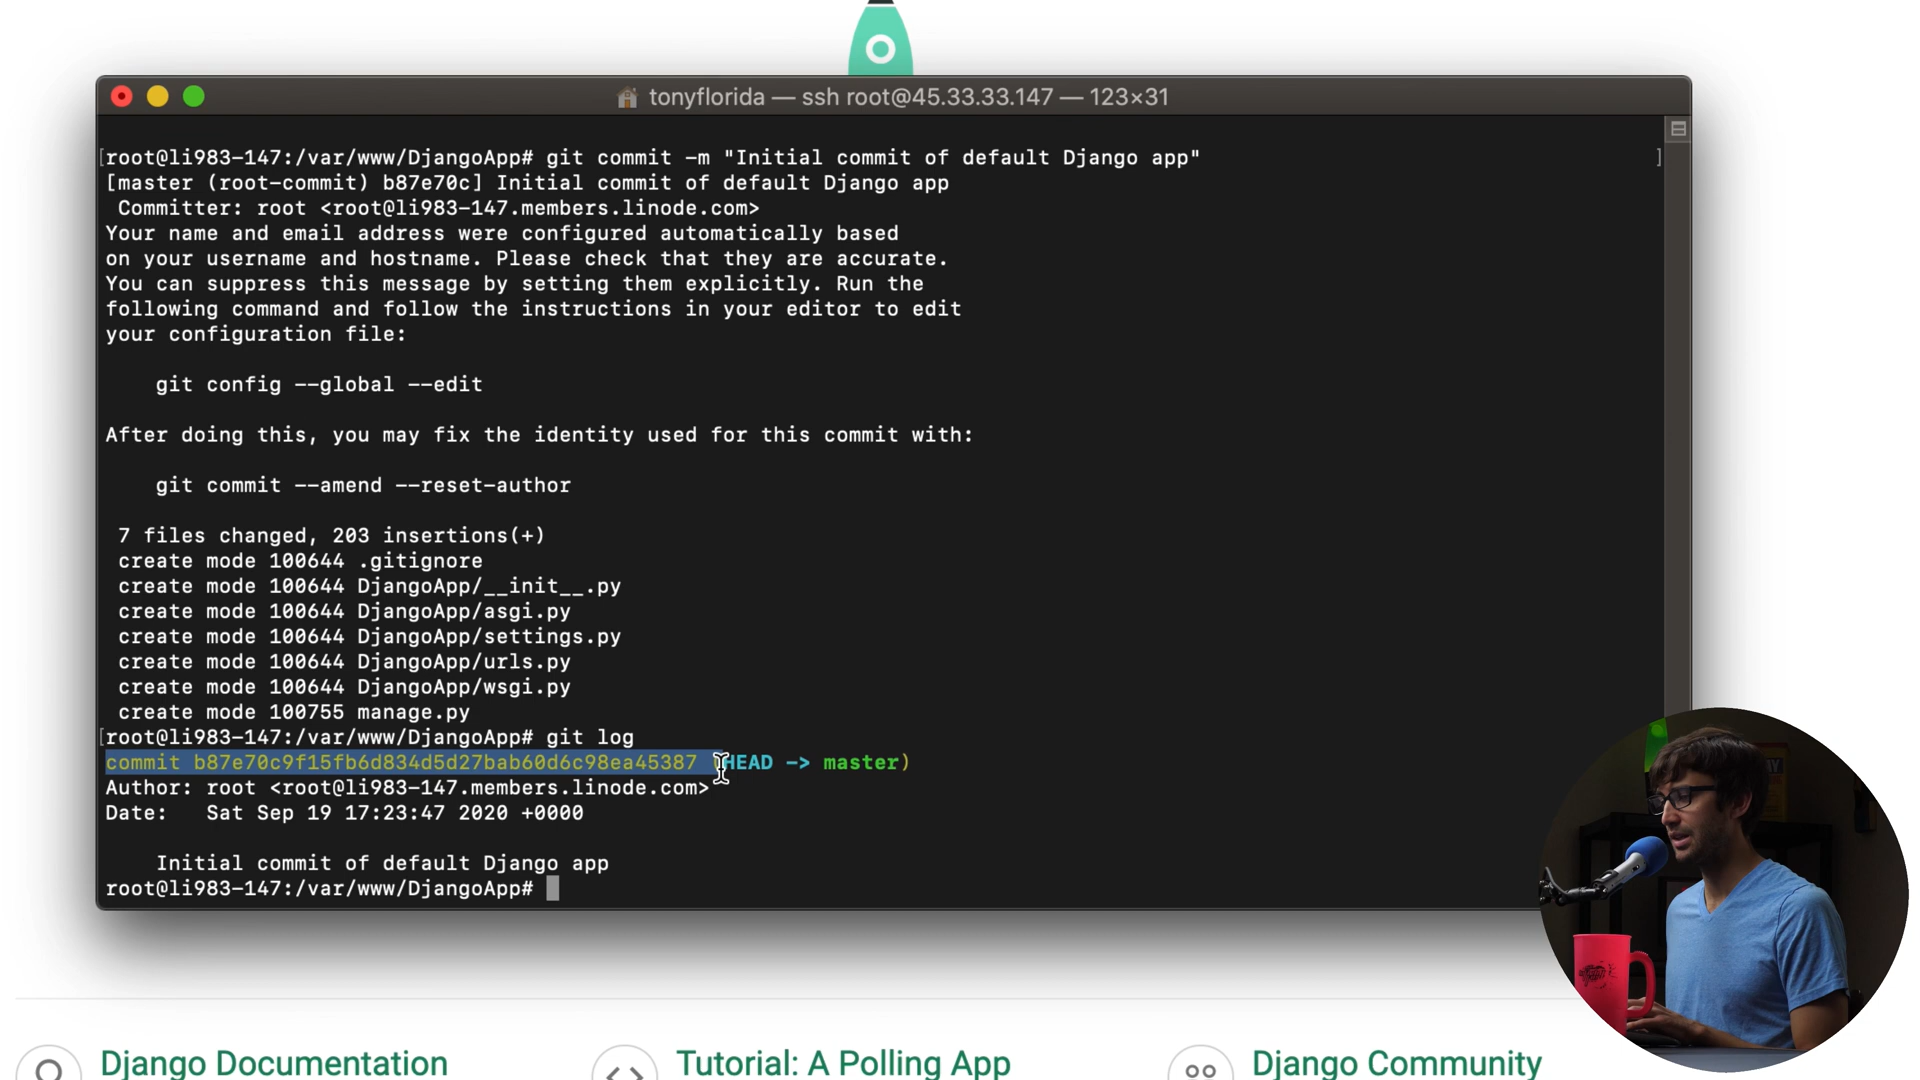 tonyflorida — ssh root@45.33.33.147 — 123×31
[root@li983-147:/var/www/DjangoApp# git commit -m "Initial commit of default Django app" ]
[master (root-commit) b87e70c] Initial commit of default Django app
Committer: root <root@li983-147.members.linode.com>
Your name and email address were configured automatically based
on your username and hostname. Please check that they are accurate.
You can suppress this message by setting them explicitly. Run the
following command and follow the instructions in your editor to edit
your configuration file:
git config --global --edit
After doing this, you may fix the identity used for this commit with:
git commit --amend --reset-author
7 files changed, 203 insertions(+)
create mode 100644 .gitignore
create mode 100644 DjangoApp/__init__.py
create mode 100644 DjangoApp/asgi.py
create mode 100644 DjangoApp/settings.py
create mode 100644 DjangoApp/urls.py
create mode 100644 DjangoApp/wsgi.py
create mode 100755 manage.py
[root@li983-147:/var/www/DjangoApp# git log
commit b87e70c9f15fb6d834d5d27bab60d6c98ea45387 (HEAD -> master)
Author: root <root@li983-147.members.linode.com>
Date: Sat Sep 19 17:23:47 2020 +0000
Initial commit of default Django app
root@li983-147:/var/www/DjangoApp#
Django Documentation
Tutorial: A Polling App
Django Community